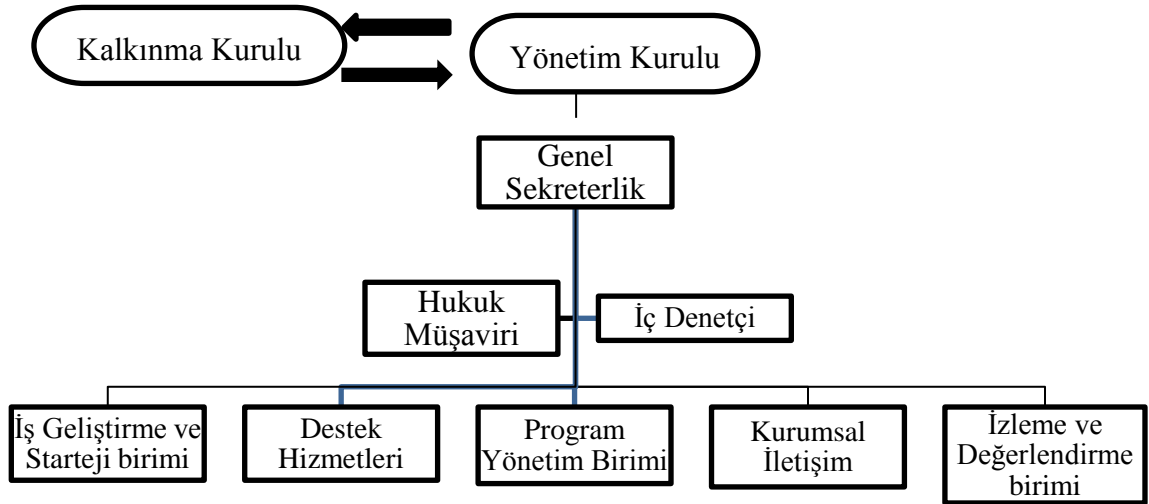 Kalkınma Kurulu
Yönetim Kurulu
Genel
Sekreterlik
Hukuk
Müşaviri
İç Denetçi
İş Geliştirme ve
Starteji birimi
Destek
Hizmetleri
Program
Yönetim Birimi
Kurumsal
İletişim
İzleme ve
Değerlendirme
birimi